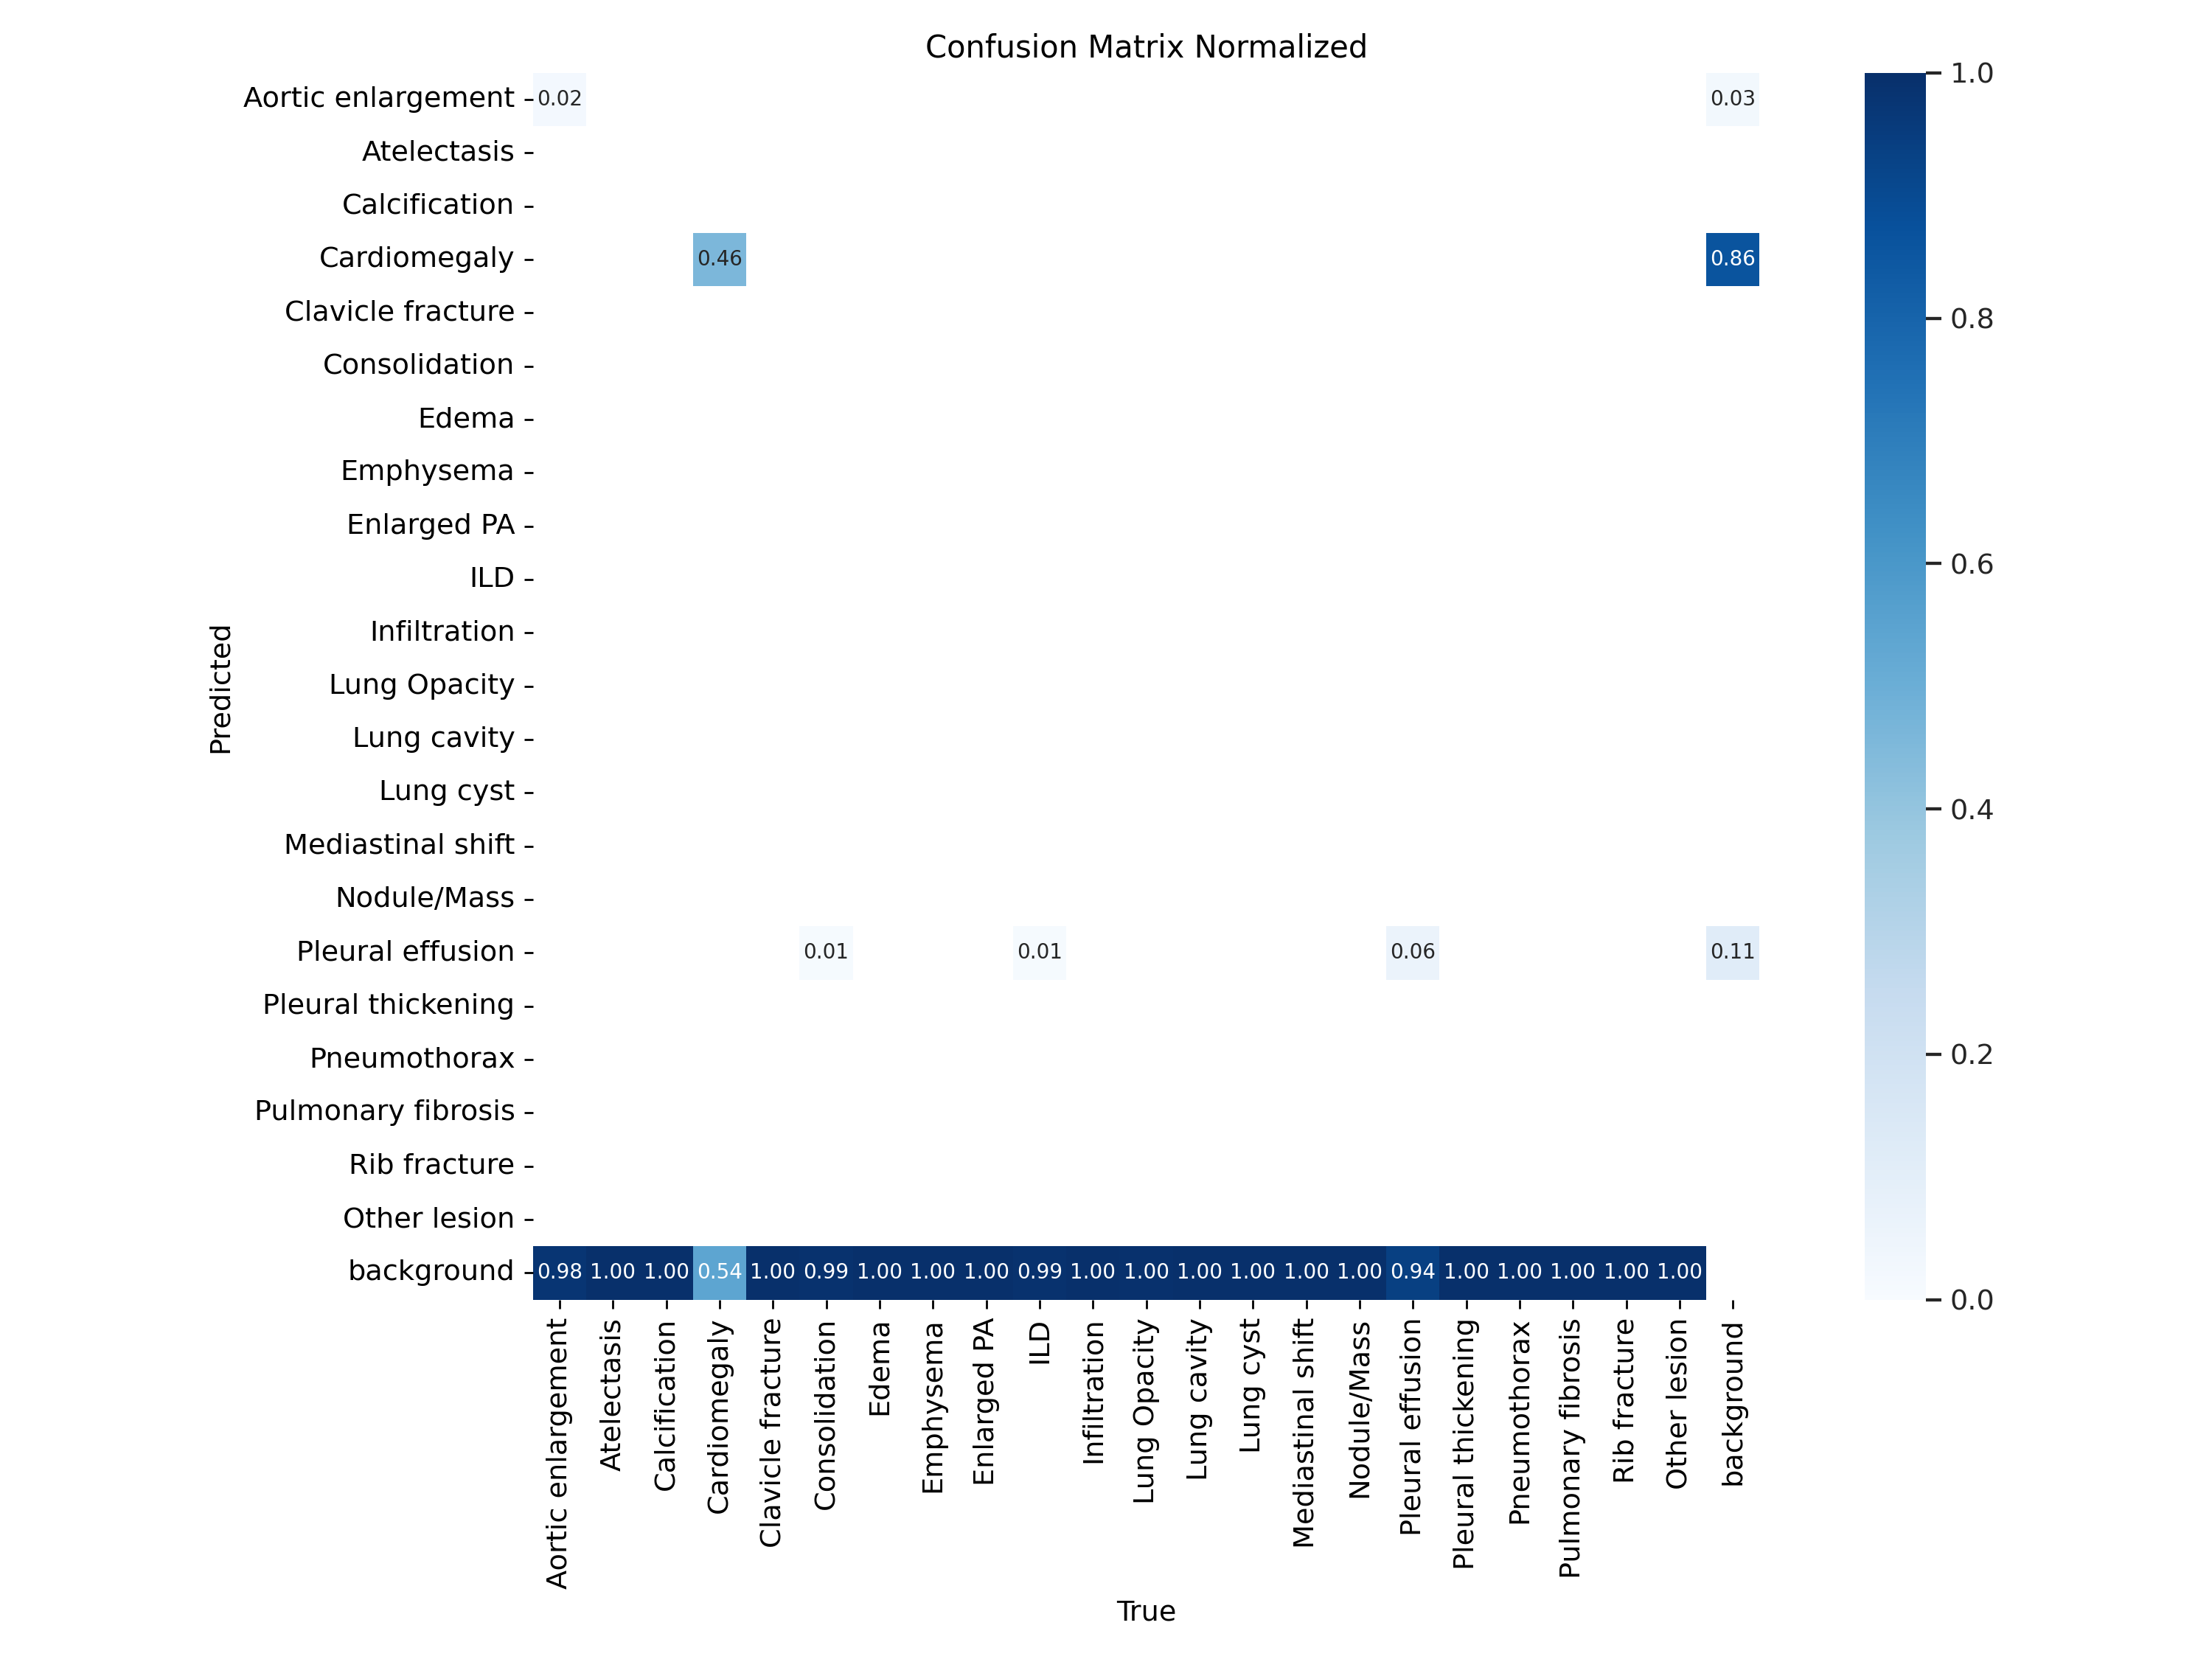 Confusion Matrix Normalized
Aortic enlargement
0.02
0.03
Atelectasis
Calcification
Cardiomegaly
0.46
0.86
Clavicle fracture
Consolidation
Edema
Emphysema
Enlarged PA
ILD
Infiltration
Lung Opacity
Lung cavity
Lung cyst
Mediastinal shift
Nodule/Mass
Pleural effusion
0.01
0.01
0.06
0.11
Pleural thickening
Pneumothorax
Pulmonary fibrosis
Rib fracture
Other lesion
background
0.98 1.00 1.00 0.54 1.00 0.99 1.00 1.00 1.00 0.99 1.00 1.00 1.00 1.00 1.00 1.00 0.94 1.00 1.00 1.00 1.00 1.00
Predicted
Aortic enlargement
Atelectasis
Calcification
Cardiomegaly
Clavicle fracture
Consolidation
Edema
Emphysema
Enlarged PA
ILD
Infiltration
Lung Opacity
Lung cavity
Lung cyst
Mediastinal shift
Nodule/Mass
Pleural effusion
Pleural thickening
Pneumothorax
Pulmonary fibrosis
Rib fracture
Other lesion
background
True
1.0
0.8
0.6
0.4
0.2
0.0